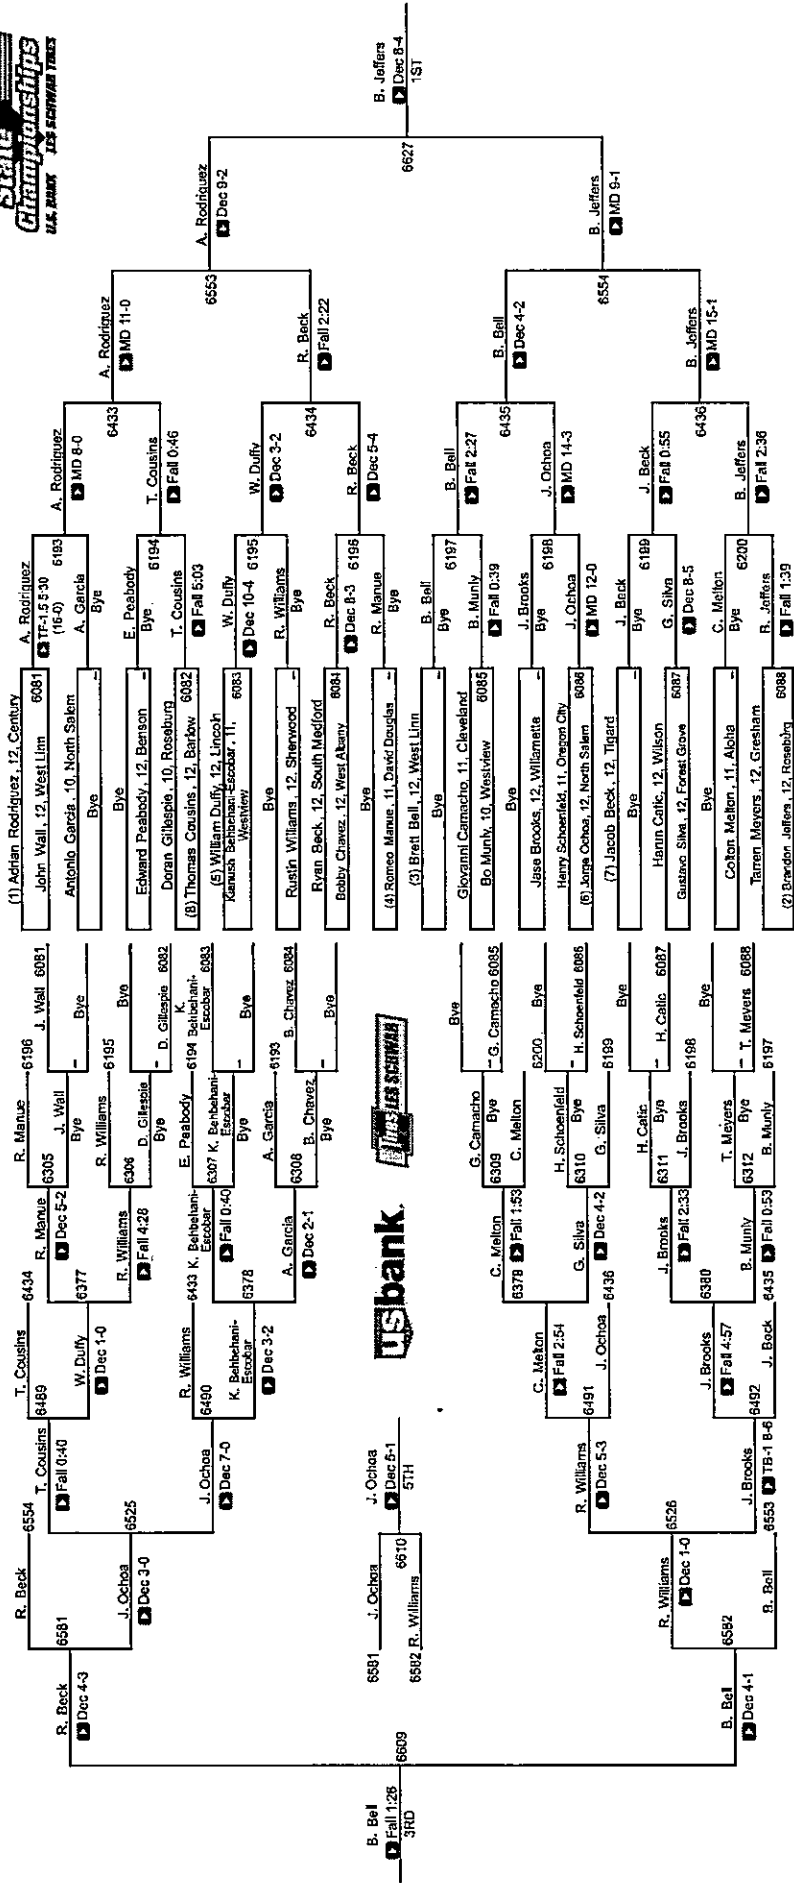 State
Championships
U.S. BANK LES SCHWAB TIRES
(1) Adrian Rodriguez , 12, Century
John Wall , 12, West Linn 6081
Antonio Garcia , 10, North Salem
Bye
Bye
Edward Peabody , 12, Benson
Doran Gillespie , 10, Roseburg
(8) Thomas Cousins , 12, Barlow 6082
(5) William Duffy , 12, Lincoln
Kianush Behbehani-Escobar , 11, Westview 6083
Bye
Rustin Williams , 12, Sherwood
Ryan Beck , 12, South Medford
Bobby Chavez , 12, West Albany 6084
Bye
(4) Romeo Manue , 11, David Douglas
(3) Brett Bell , 12, West Linn
Bye
Giovanni Camacho , 11, Cleveland
Bo Munly , 10, Westview 6085
Bye
Jase Brooks , 12, Willamette
Henry Schoenfeld , 11, Oregon City
(6) Jorge Ochoa , 12, North Salem 6086
(7) Jacob Beck , 12, Tigard
Bye
Harun Catic , 12, Wilson
Gustavo Silva , 12, Forest Grove 6087
Bye
Colton Melton , 11, Aloha
Tarren Meyers , 12, Gresham
(2) Brandon Jeffers , 12, Roseburg 6088
A. Rodriguez
TF-1.5 5:30
(16-0) 6193
A. Garcia
Bye
E. Peabody
Bye 6194
T. Cousins
Fall 5:03
W. Duffy
Dec 10-4 6195
R. Williams
Bye
R. Beck
Dec 8-3 6196
R. Manue
Bye
B. Bell
Bye 6197
B. Munly
Fall 0:39
J. Brooks
Bye 6198
J. Ochoa
MD 12-0
J. Beck
Bye 6199
G. Silva
Dec 8-5
C. Melton
Bye 6200
B. Jeffers
Fall 1:39
A. Rodriguez
MD 8-0
6433
T. Cousins
Fall 0:46
W. Duffy
Dec 3-2
6434
R. Beck
Dec 5-4
B. Bell
Fall 2:27
6435
J. Ochoa
MD 14-3
J. Beck
Fall 0:55
6436
B. Jeffers
Fall 2:36
A. Rodriguez
MD 11-0
6553
R. Beck
Fall 2:22
B. Bell
Dec 4-2
6554
B. Jeffers
MD 15-1
A. Rodriguez
Dec 9-2
6627
B. Jeffers
MD 9-1
B. Jeffers
Dec 8-4
1ST
J. Wall 6081
Bye
Bye
D. Gillespie 6082
K. Behbehani-Escobar 6083
Bye
B. Chavez 6084
Bye
Bye
G. Camacho 6085
Bye
H. Schoenfeld 6086
Bye
H. Catic 6087
Bye
T. Meyers 6088
R. Manue 6196
6305 J. Wall
Bye
R. Williams 6195
6306 D. Gillespie
Bye
E. Peabody 6194
6307 K. Behbehani-Escobar
Bye
A. Garcia 6193
6308 B. Chavez
Bye
G. Camacho
6309 Bye
C. Melton 6200
H. Schoenfeld
6310 Bye
G. Silva 6199
H. Catic
6311 Bye
J. Brooks 6198
T. Meyers
6312 Bye
B. Munly 6197
R. Manue
Dec 5-2
6377
R. Williams
Fall 4:28
K. Behbehani-Escobar
Fall 0:40
6378
A. Garcia
Dec 2-1
C. Melton
6379 Fall 1:53
G. Silva
Dec 4-2
J. Brooks
6380 Fall 2:33
B. Munly
Fall 0:53
T. Cousins 6434
6489
W. Duffy
Dec 1-0
R. Williams 6433
6490
K. Behbehani-Escobar
Dec 3-2
C. Melton
Fall 2:54
6491
J. Ochoa 6436
J. Brooks
Fall 4:57
6492
J. Beck 6435
T. Cousins
Fall 0:40
6525
J. Ochoa
Dec 7-0
R. Williams
Dec 5-3
6526
J. Brooks
TB-1 8-6
R. Beck 6554
6581
J. Ochoa
Dec 3-0
R. Williams
Dec 1-0
6582
B. Bell 6553
R. Beck
Dec 4-3
6609
B. Bell
Dec 4-1
B. Bell
Fall 1:26
3RD
6581 J. Ochoa
6610
6582 R. Williams
J. Ochoa
Dec 5-1
5TH
usbank.
LES SCHWAB